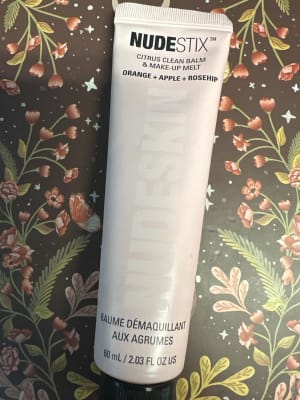 NUDESTIX™
CITRUS CLEAN BALM
& MAKE-UP MELT
ORANGE + APPLE + ROSEHIP
NUDESKIN
BAUME DÉMAQUILLANT
AUX AGRUMES
60 mL / 2.03 FL OZ US